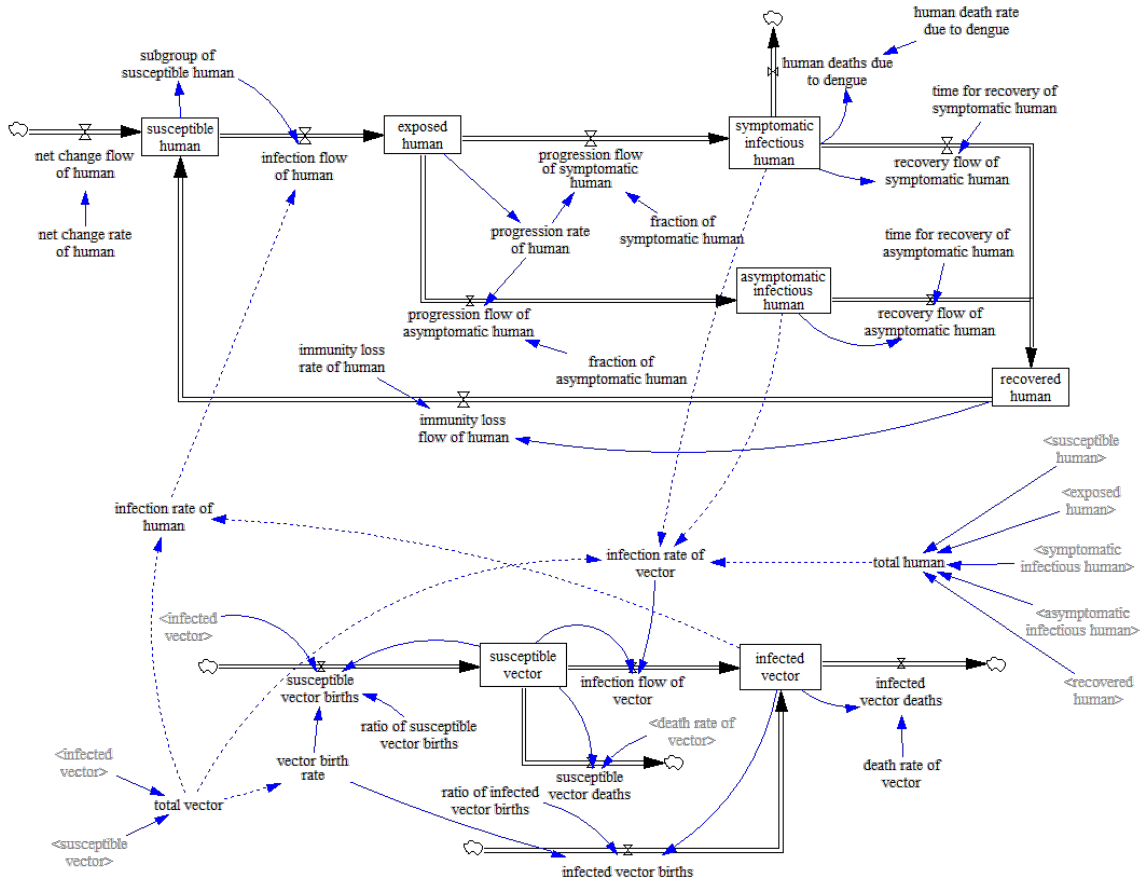 human death rate
due to dengue
subgroup of
susceptible human
human deaths due
to dengue
time for recovery of
symptomatic human
susceptible
human
exposed
human
symptomatic
infectious
human
net change flow
of human
infection flow
of human
progression flow
of symptomatic
human
recovery flow of
symptomatic human
net change rate
of human
progression rate
of human
fraction of
symptomatic human
time for recovery of
asymptomatic human
asymptomatic
infectious
human
progression flow of
asymptomatic human
recovery flow of
asymptomatic human
immunity loss
rate of human
fraction of
asymptomatic human
recovered
human
immunity loss
flow of human
<susceptible
human>
<exposed
human>
infection rate of
human
infection rate of
vector
total human
<symptomatic
infectious human>
<infected
vector>
<asymptomatic
infectious human>
susceptible
vector
infected
vector
susceptible
vector births
infection flow of
vector
infected
vector deaths
<recovered
human>
ratio of susceptible
vector births
<death rate of
vector>
<infected
vector>
vector birth
rate
susceptible
vector deaths
death rate of
vector
total vector
ratio of infected
vector births
<susceptible
vector>
infected vector births